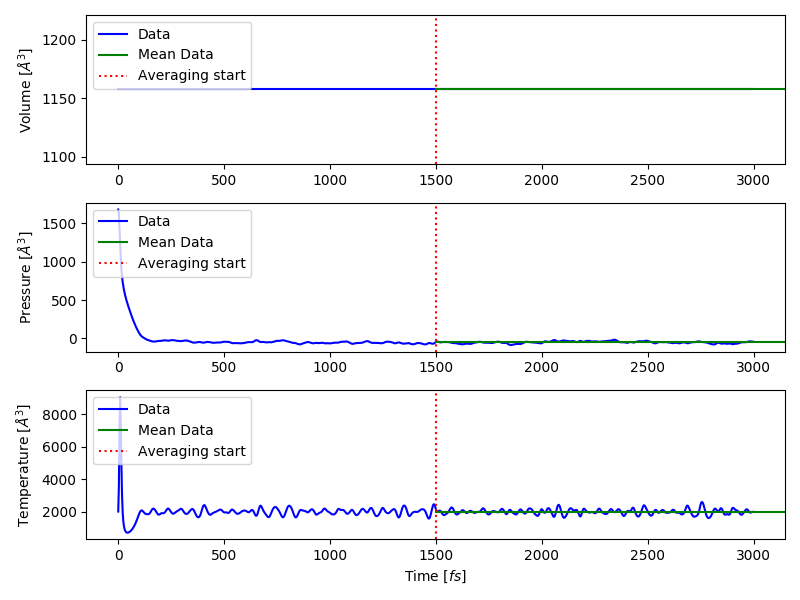 Volume [Å³]
1200
1150
1100
Data
Mean Data
Averaging start
0 500 1000 1500 2000 2500 3000
Pressure [Å³]
1500
1000
500
0
Data
Mean Data
Averaging start
0 500 1000 1500 2000 2500 3000
Temperature [Å³]
8000
6000
4000
2000
Data
Mean Data
Averaging start
0 500 1000 1500 2000 2500 3000
Time [fs]